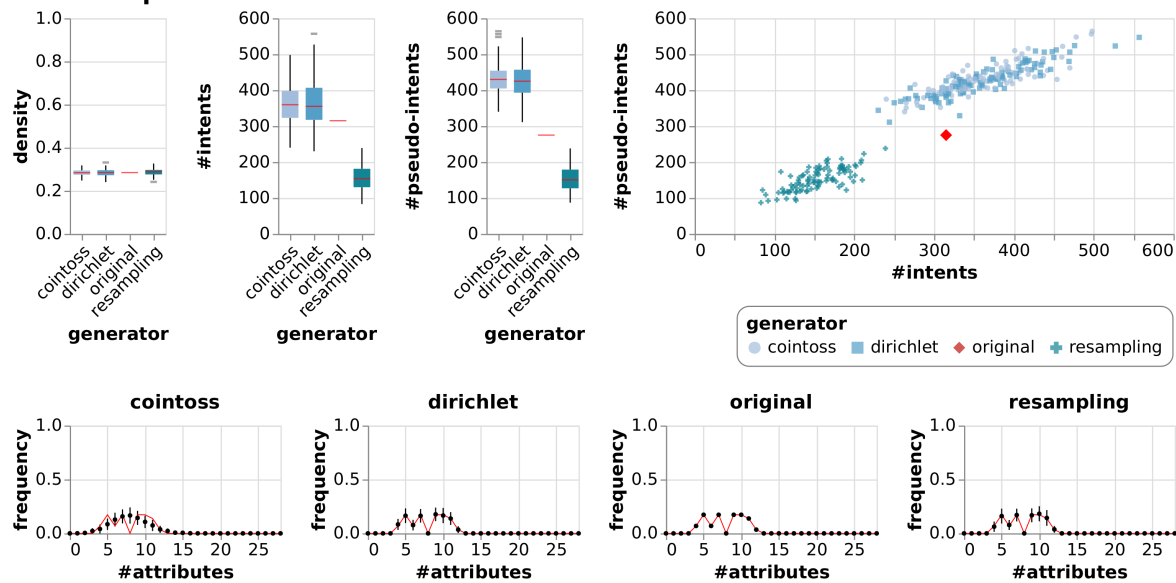 1.0
0.8
0.6
0.4
0.2
0.0
density
cointoss
dirichlet
original
resampling
generator
600
500
400
300
200
100
0
#intents
cointoss
dirichlet
original
resampling
generator
600
500
400
300
200
100
0
#pseudo-intents
cointoss
dirichlet
original
resampling
generator
600
500
400
300
200
100
0
#pseudo-intents
0 100 200 300 400 500 600
#intents
generator
cointoss dirichlet original resampling
cointoss
1.0
0.5
0.0
frequency
0 5 10 15 20 25
#attributes
dirichlet
1.0
0.5
0.0
frequency
0 5 10 15 20 25
#attributes
original
1.0
0.5
0.0
frequency
0 5 10 15 20 25
#attributes
resampling
1.0
0.5
0.0
frequency
0 5 10 15 20 25
#attributes